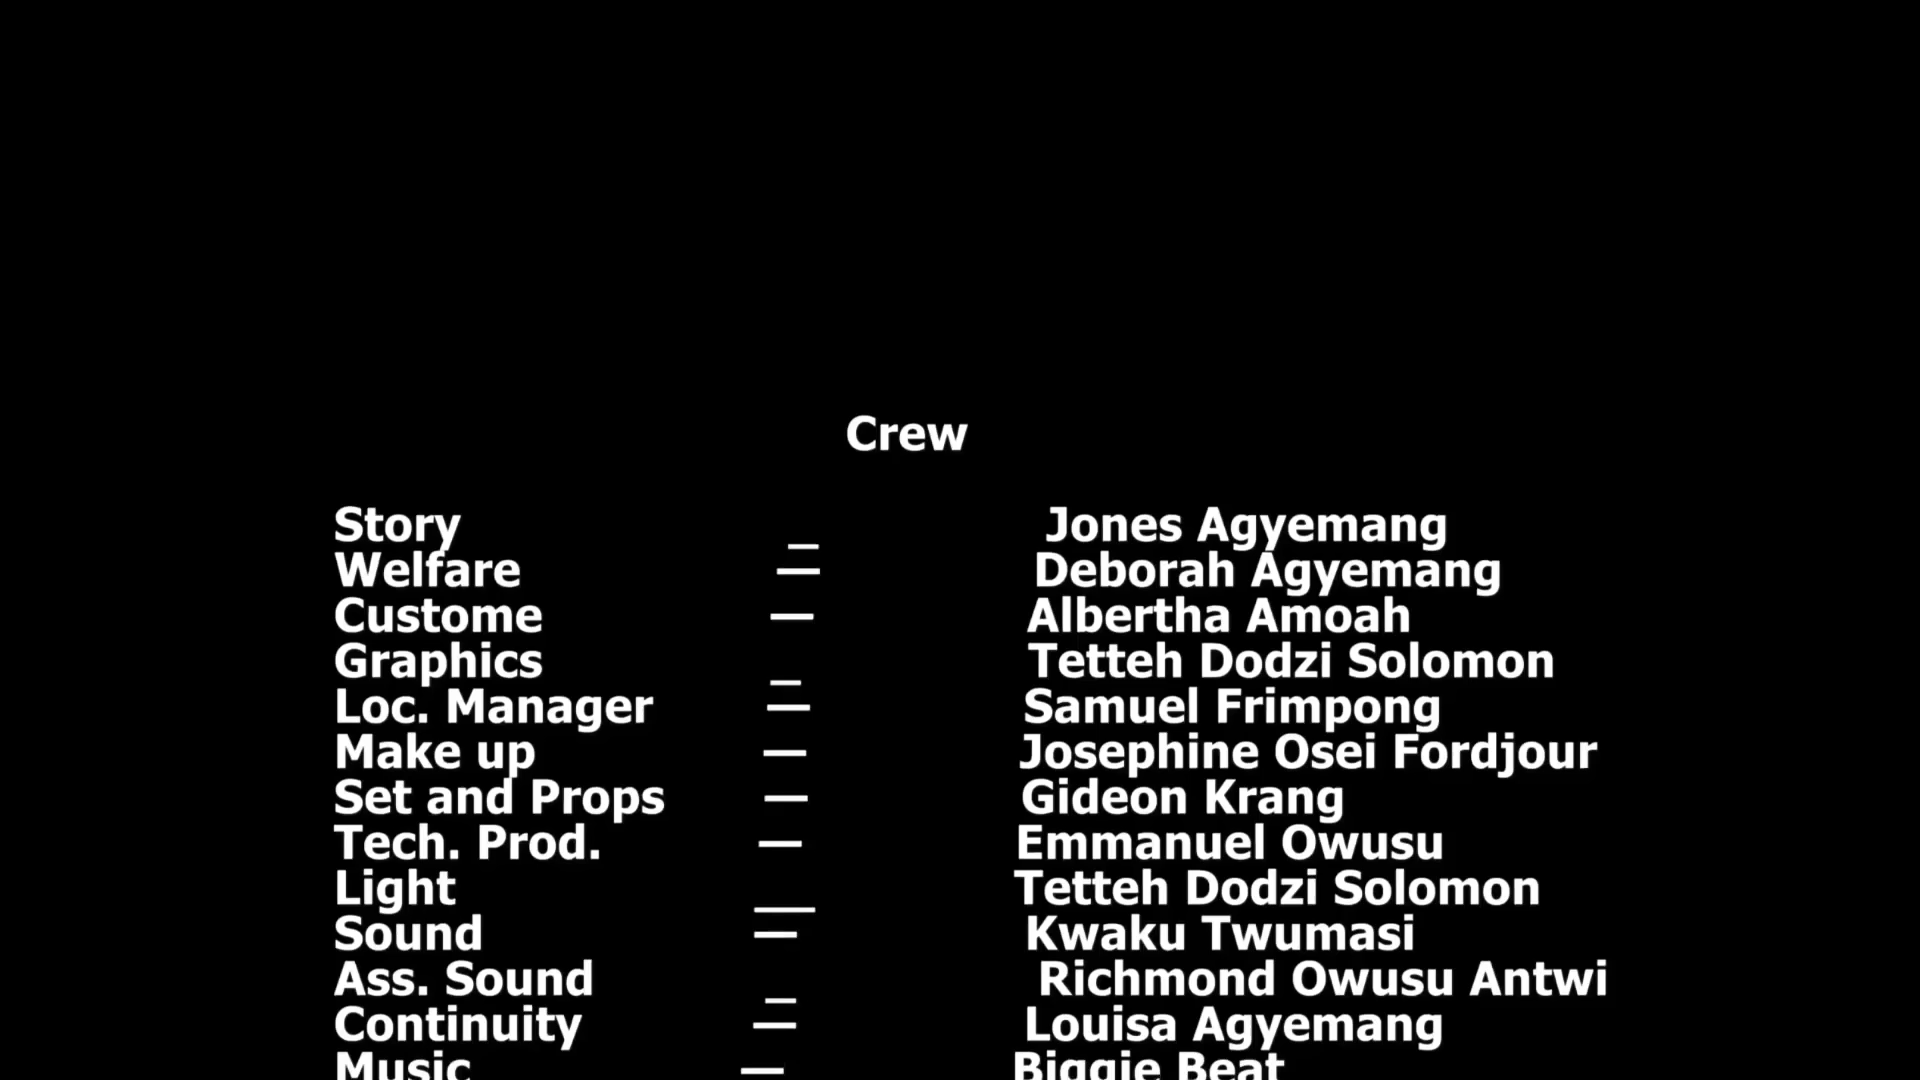 Crew
Story _ Jones Agyemang
Welfare — Deborah Agyemang
Custome — Albertha Amoah
Graphics _ Tetteh Dodzi Solomon
Loc. Manager — Samuel Frimpong
Make up — Josephine Osei Fordjour
Set and Props — Gideon Krang
Tech. Prod. — Emmanuel Owusu
Light __ Tetteh Dodzi Solomon
Sound — Kwaku Twumasi
Ass. Sound _ Richmond Owusu Antwi
Continuity — Louisa Agyemang
Music — Biggie Beat